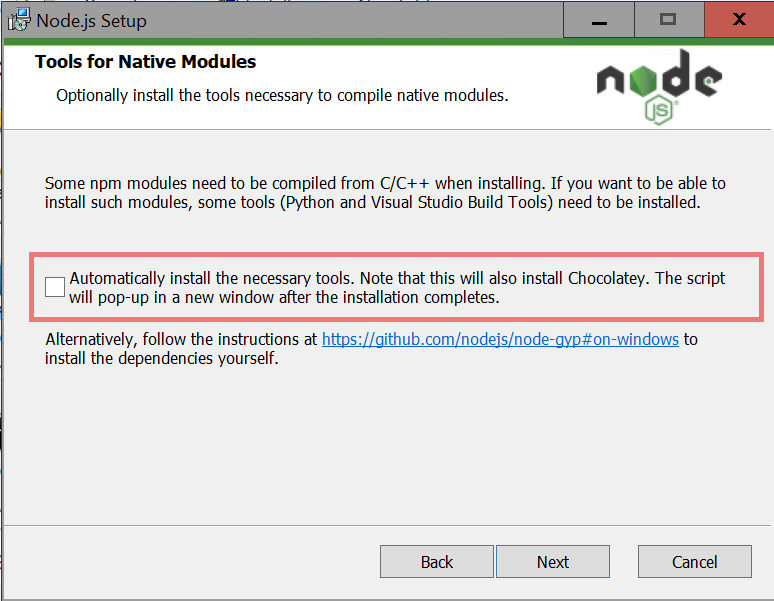 Node.js Setup
Tools for Native Modules
Optionally install the tools necessary to compile native modules.
node
JS
Some npm modules need to be compiled from C/C++ when installing. If you want to be able to
install such modules, some tools (Python and Visual Studio Build Tools) need to be installed.
Automatically install the necessary tools. Note that this will also install Chocolatey. The script
will pop-up in a new window after the installation completes.
Alternatively, follow the instructions at https://github.com/nodejs/node-gyp#on-windows to
install the dependencies yourself.
Back
Next
Cancel